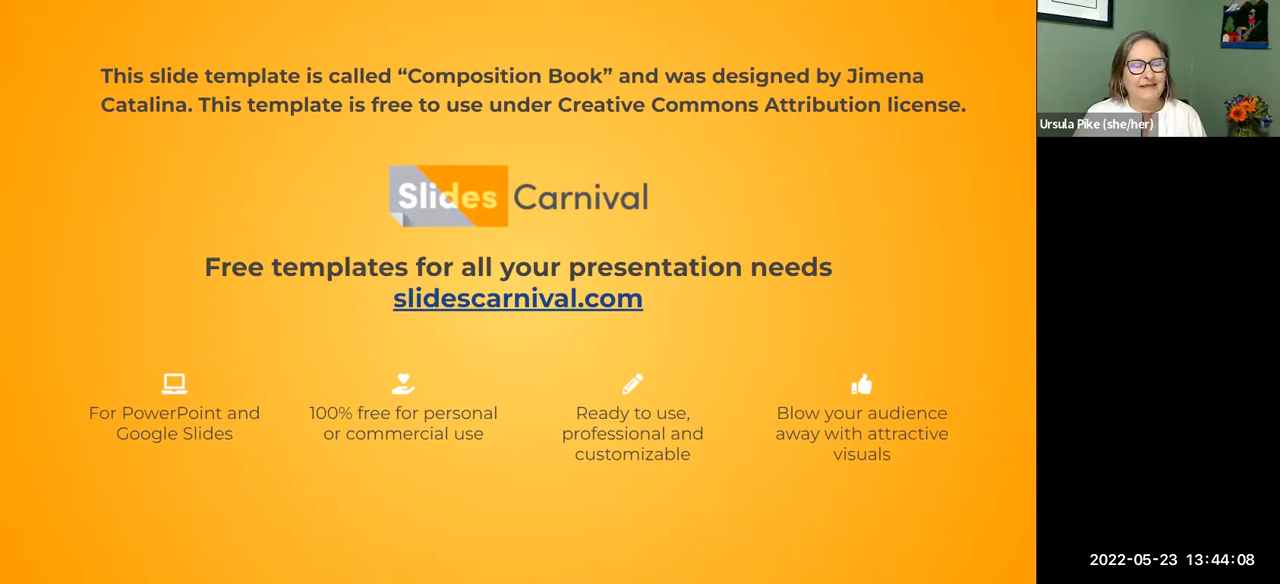 This slide template is called “Composition Book” and was designed by Jimena
Catalina. This template is free to use under Creative Commons Attribution license.
Slides Carnival
Free templates for all your presentation needs
slidescarnival.com
For PowerPoint and
Google Slides
100% free for personal
or commercial use
Ready to use,
professional and
customizable
Blow your audience
away with attractive
visuals
Ursula Pike (she/her)
2022-05-23 13:44:08